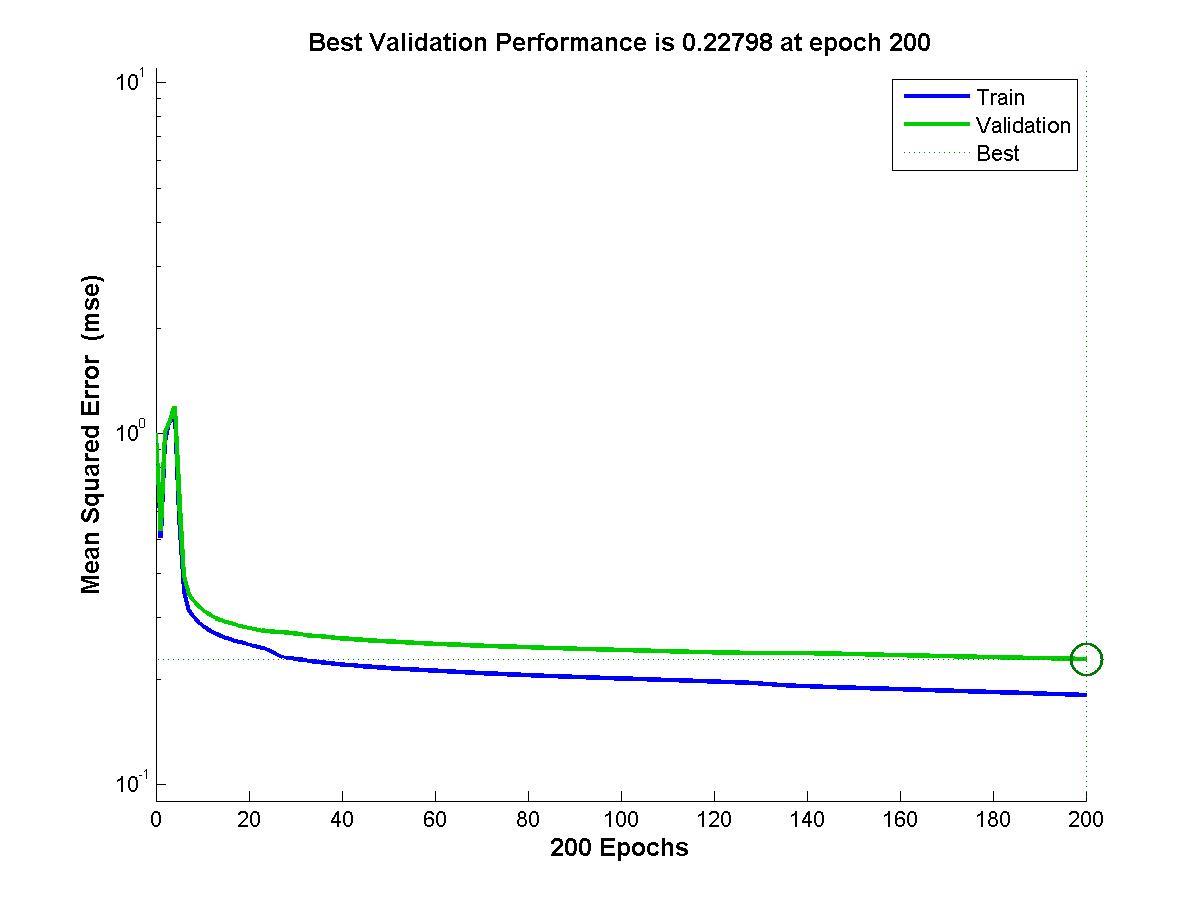 Best Validation Performance is 0.22798 at epoch 200
Train
Validation
Best
Mean Squared Error (mse)
10^1
10^0
10^-1
0 20 40 60 80 100 120 140 160 180 200
200 Epochs